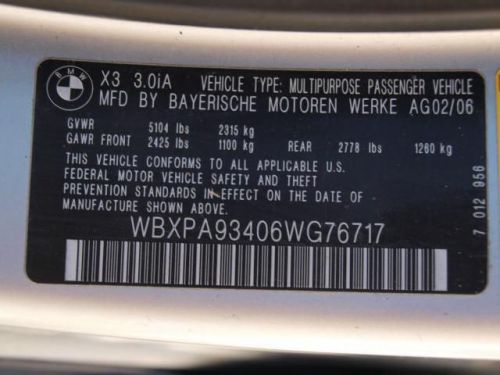 BMW
X3 3.0iA VEHICLE TYPE: MULTIPURPOSE PASSENGER VEHICLE
MFD BY BAYERISCHE MOTOREN WERKE AG02/06
GVWR 5104 lbs 2315 kg
GAWR FRONT 2425 lbs 1100 kg REAR 2778 lbs 1260 kg
THIS VEHICLE CONFORMS TO ALL APPLICABLE U.S.
FEDERAL MOTOR VEHICLE SAFETY AND THEFT
PREVENTION STANDARDS IN EFFECT ON THE DATE OF
MANUFACTURE SHOWN ABOVE.
WBXPA93406WG76717
7 012 956